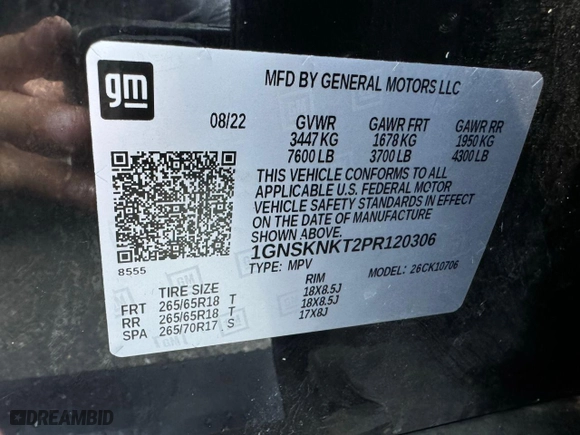 gm
MFD BY GENERAL MOTORS LLC
08/22 GVWR GAWR FRT GAWR RR
3447 KG 1678 KG 1950 KG
7600 LB 3700 LB 4300 LB
THIS VEHICLE CONFORMS TO ALL
APPLICABLE U.S. FEDERAL MOTOR
VEHICLE SAFETY STANDARDS IN EFFECT
ON THE DATE OF MANUFACTURE
SHOWN ABOVE.
8555 1GNSKNKT2PR120306
TYPE: MPV MODEL: 26CK10706
TIRE SIZE RIM
FRT 265/65R18 T 18X8.5J
RR 265/65R18 T 18X8.5J
SPA 265/70R17 S 17X8J
DREAMBID